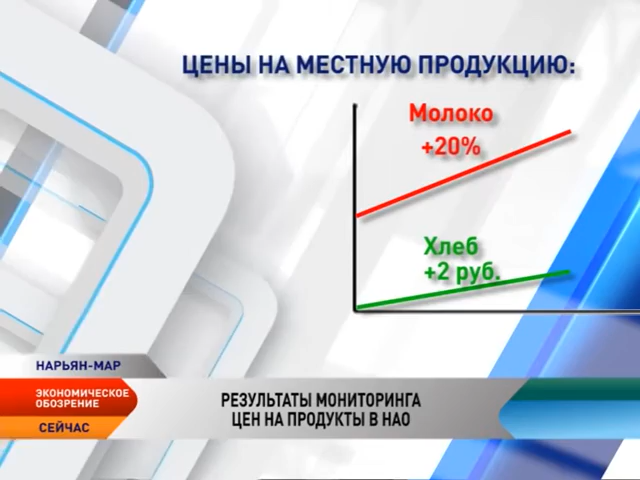 ЦЕНЫ НА МЕСТНУЮ ПРОДУКЦИЮ:
Молоко
+20%
Хлеб
+2 руб.
НАРЬЯН-МАР
ЭКОНОМИЧЕСКОЕ
ОБОЗРЕНИЕ
СЕЙЧАС
РЕЗУЛЬТАТЫ МОНИТОРИНГА
ЦЕН НА ПРОДУКТЫ В НАО